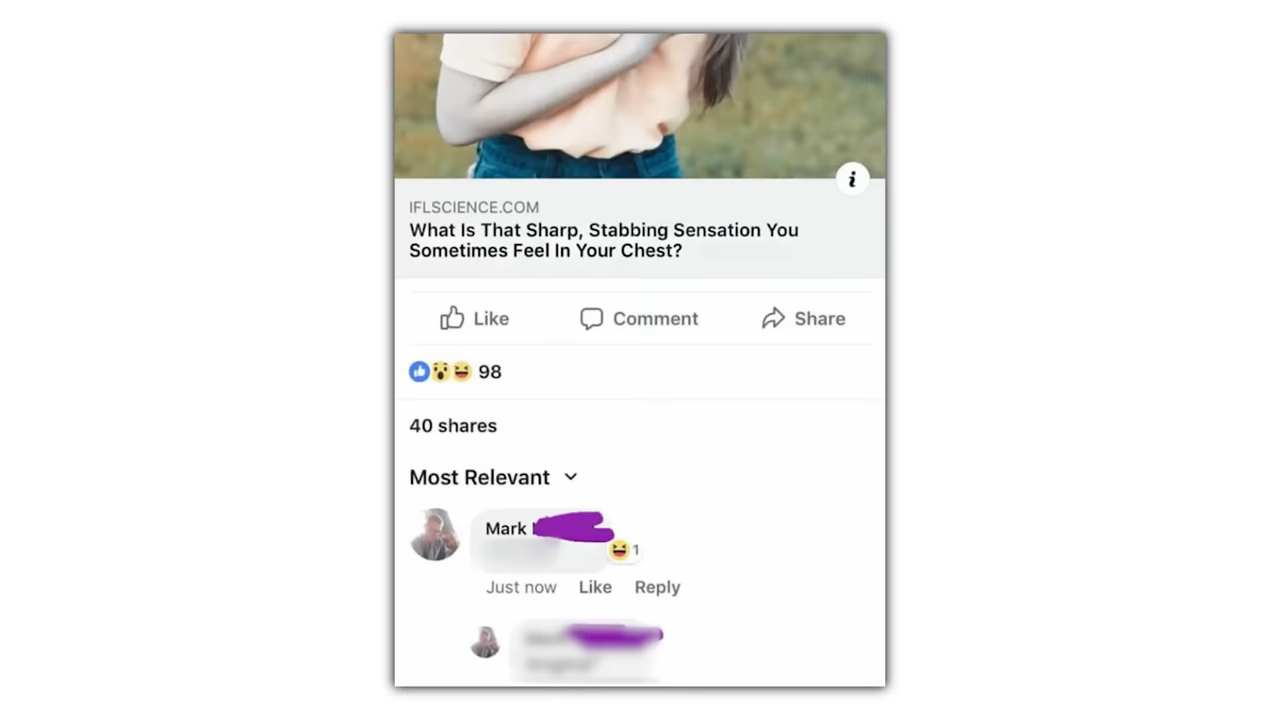 IFLSCIENCE.COM
What Is That Sharp, Stabbing Sensation You
Sometimes Feel In Your Chest?
Like Comment Share
98
40 shares
Most Relevant
Mark
1
Just now Like Reply